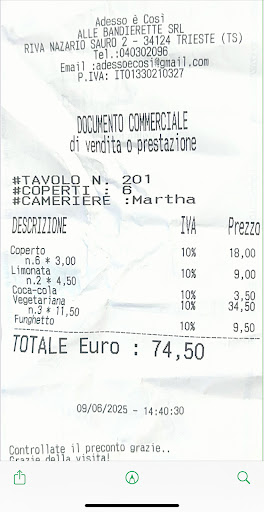 Adesso è Così
ALLE BANDIERETTE SRL
RIVA NAZARIO SAURO 2 - 34124 TRIESTE (TS)
Tel.:040302096
Email :adessoecosi@gmail.com
P.IVA: IT01330210327
DOCUMENTO COMMERCIALE
di vendita o prestazione
#TAVOLO N. 201
#COPERTI : 6
#CAMERIERE :Martha
DESCRIZIONE IVA Prezzo
Coperto 10% 18,00
n.6 * 3,00
Limonata 10% 9,00
n.2 * 4,50
Coca-cola 10% 3,50
Vegetariana 10% 34,50
n.3 * 11,50
Funghetto 10% 9,50
TOTALE Euro : 74,50
09/06/2025 - 14:40:30
Controllate il preconto grazie..
Grazie della visita!